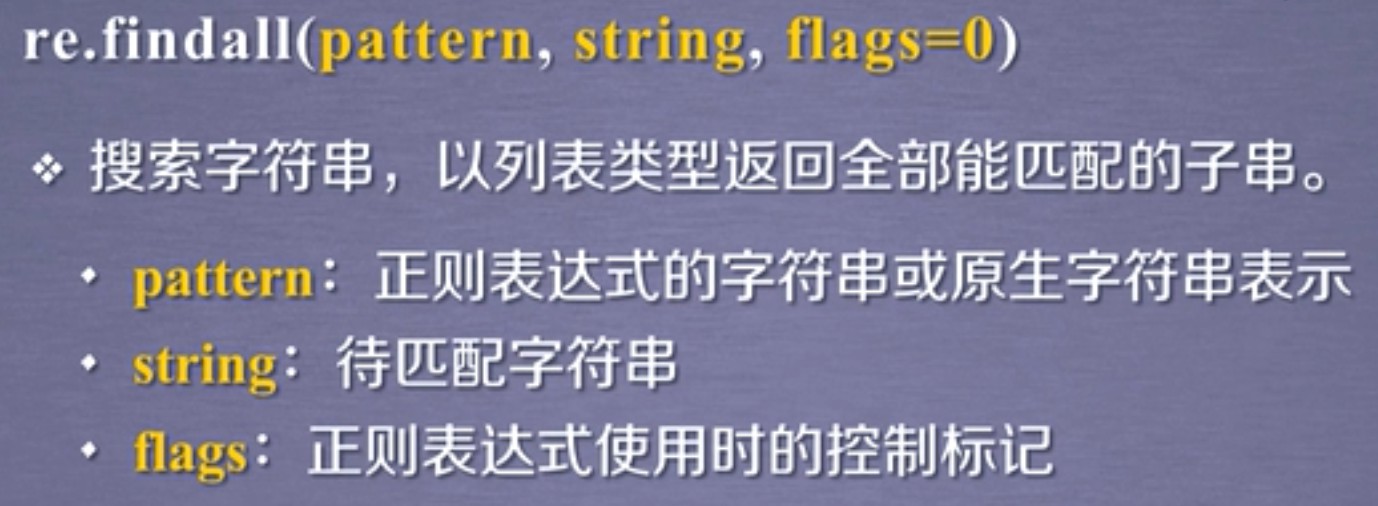 re.findall(pattern, string, flags=0)
❖ 搜索字符串，以列表类型返回全部能匹配的子串。
• pattern：正则表达式的字符串或原生字符串表示
• string：待匹配字符串
• flags：正则表达式使用时的控制标记